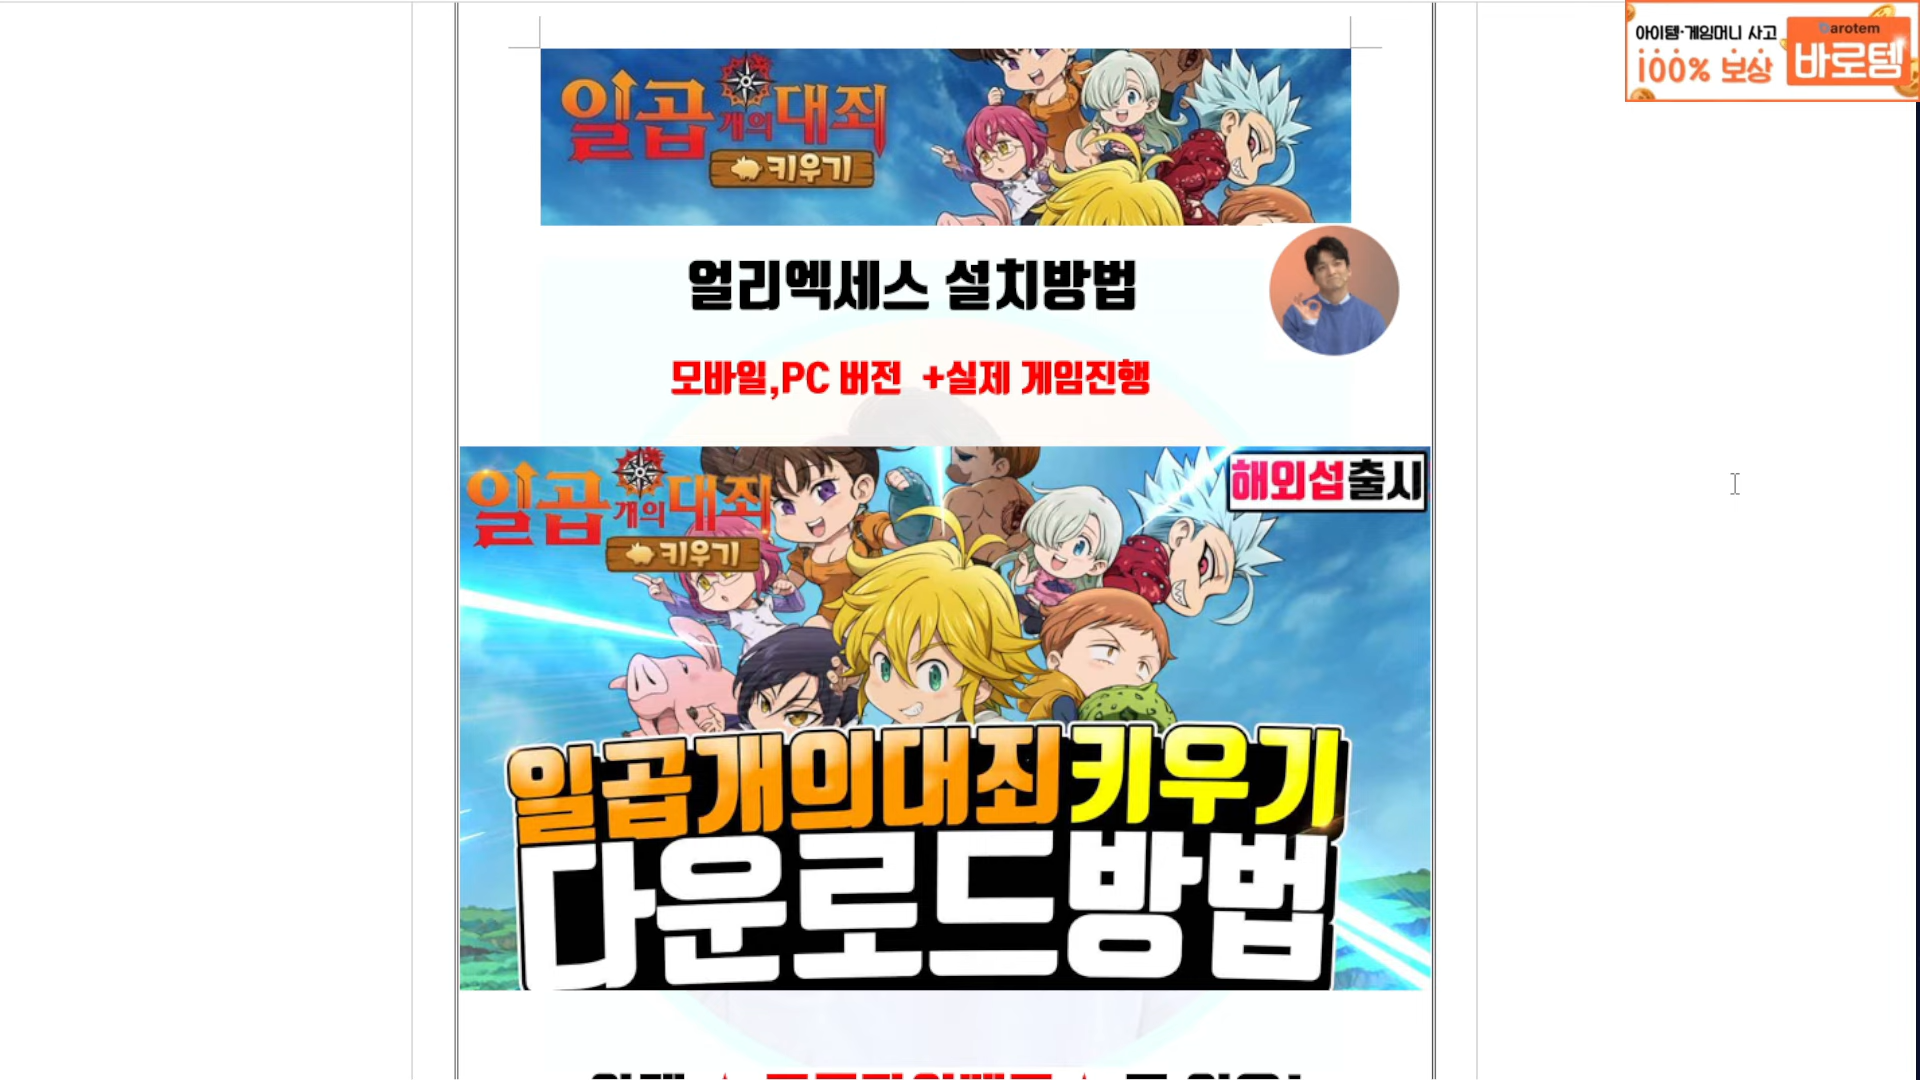 아이템·게임머니 사고
100% 보상
barotem
바로템
일곱개의대죄
키우기
얼리엑세스 설치방법
모바일,PC 버전 +실제 게임진행
일곱개의대죄
키우기
해외섭출시
일곱개의대죄키우기
다운로드방법